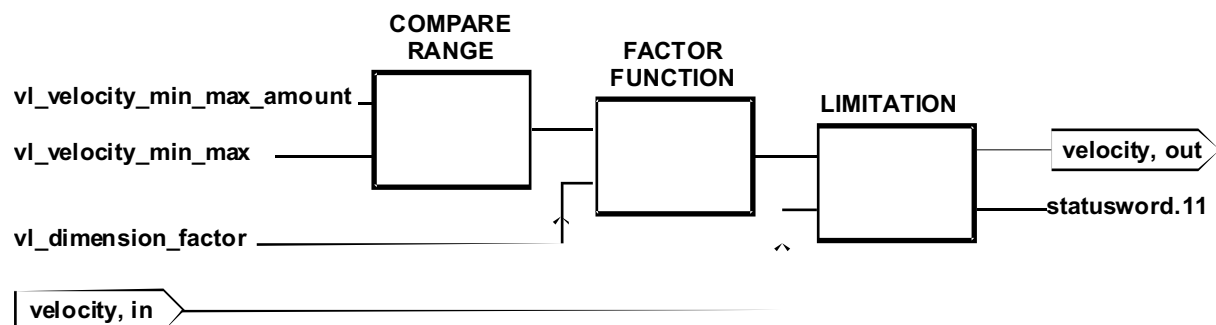 COMPARE
RANGE
FACTOR
FUNCTION
LIMITATION
vl_velocity_min_max_amount
vl_velocity_min_max
velocity, out
statusword.11
vl_dimension_factor
velocity, in